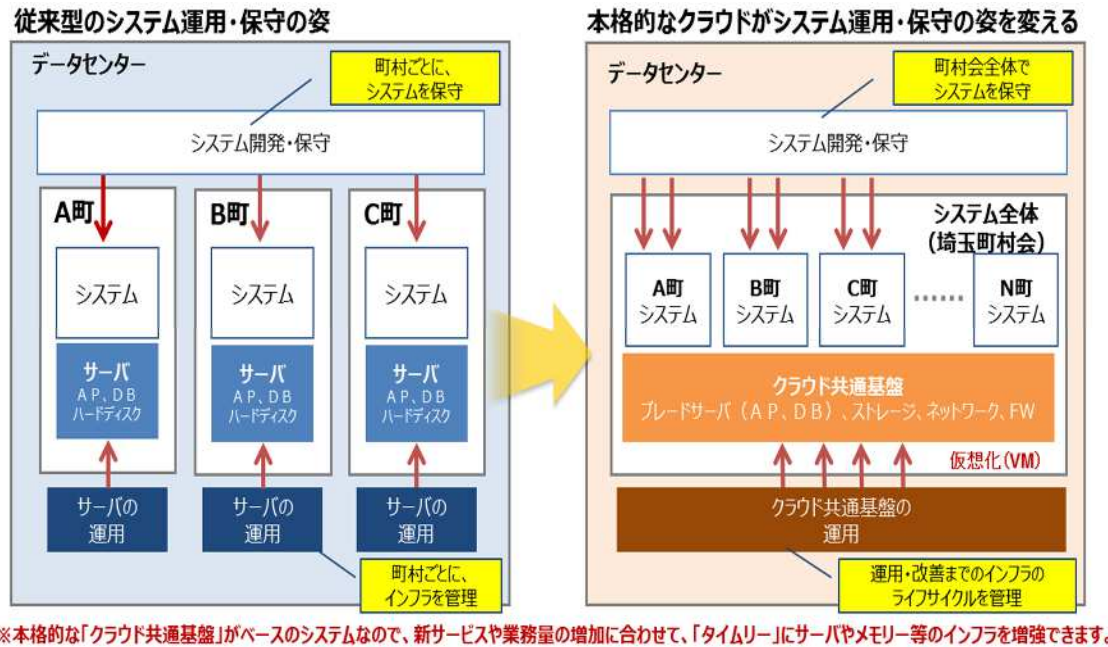 従来型のシステム運用・保守の姿
データセンター
町村ごとに、
システムを保守
システム開発・保守
A町
システム
サーバ
AP、DB
ハードディスク
サーバの
運用
B町
システム
サーバ
AP、DB
ハードディスク
サーバの
運用
C町
システム
サーバ
AP、DB
ハードディスク
サーバの
運用
町村ごとに、
インフラを管理
本格的なクラウドがシステム運用・保守の姿を変える
データセンター
町村会全体で
システムを保守
システム開発・保守
システム全体
(埼玉町村会)
A町
システム
B町
システム
C町
システム
……
N町
システム
クラウド共通基盤
ブレードサーバ(AP、DB)、ストレージ、ネットワーク、FW
仮想化(VM)
クラウド共通基盤の
運用
運用・改善までのインフラの
ライフサイクルを管理
※本格的な「クラウド共通基盤」がベースのシステムなので、新サービスや業務量の増加に合わせて、「タイムリー」にサーバやメモリー等のインフラを増強できます。